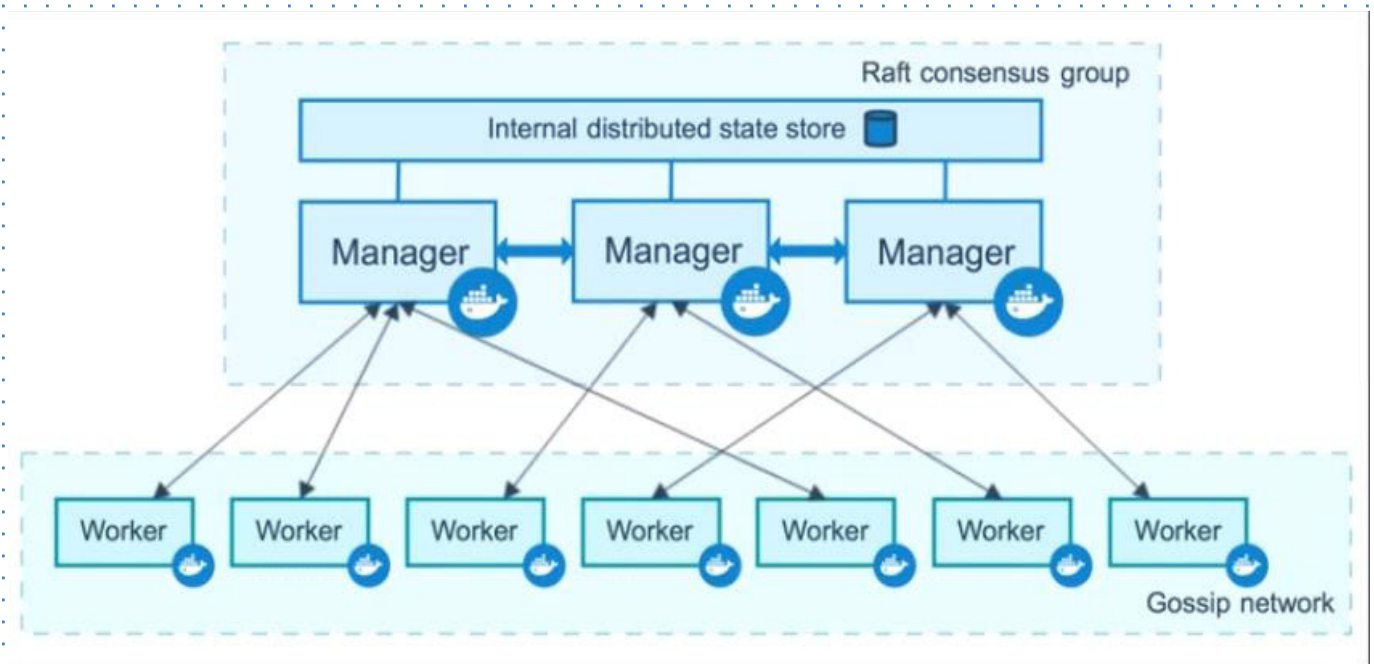 Raft consensus group
Internal distributed state store
Manager
Manager
Manager
Worker
Worker
Worker
Worker
Worker
Worker
Worker
Gossip network